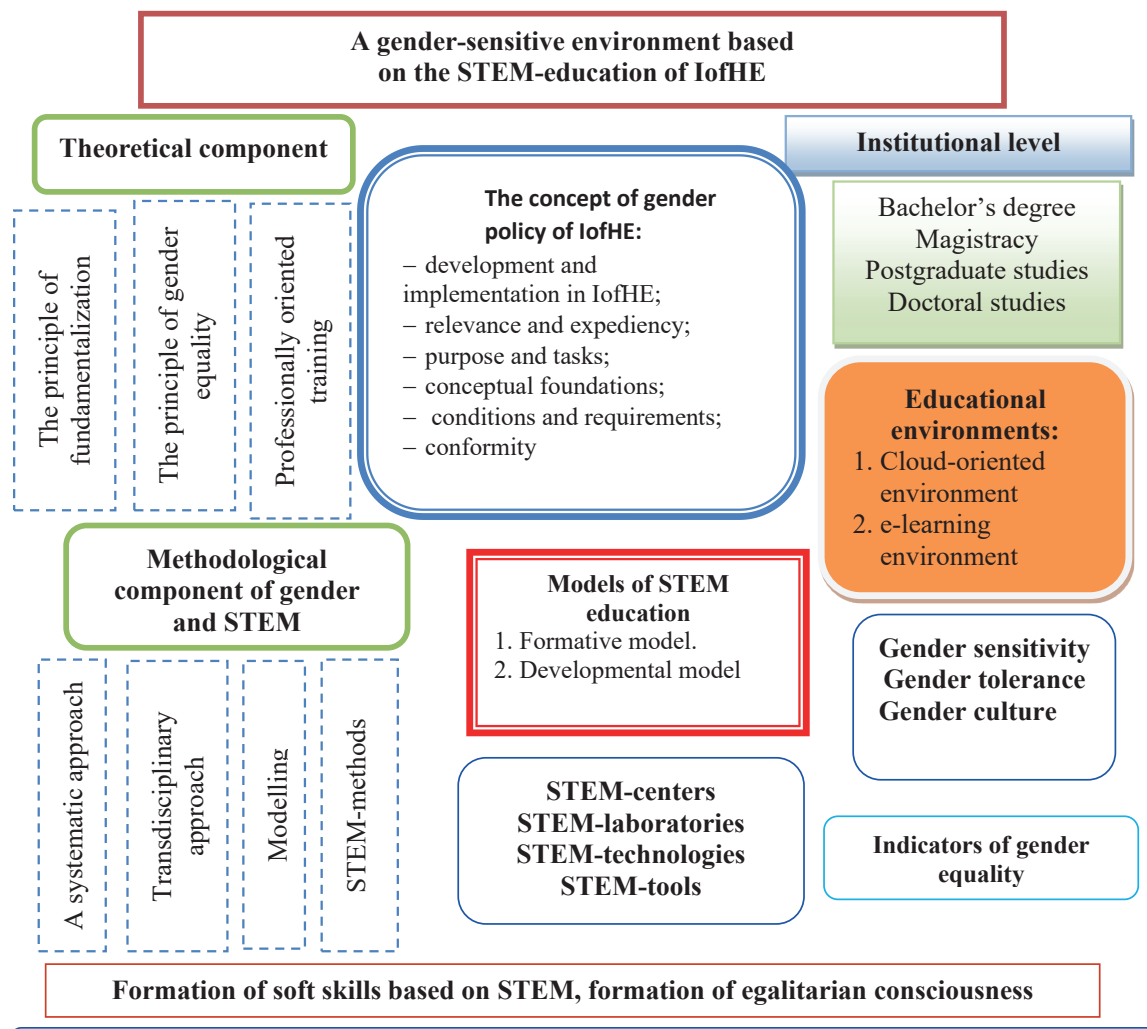 A gender-sensitive environment based
on the STEM-education of IofHE
Theoretical component
The principle of
fundamentalization
The principle of gender
equality
Professionally oriented
training
The concept of gender
policy of IofHE:
– development and
implementation in IofHE;
– relevance and expediency;
– purpose and tasks;
– conceptual foundations;
– conditions and requirements;
– conformity
Institutional level
Bachelor’s degree
Magistracy
Postgraduate studies
Doctoral studies
Educational
environments:
1. Cloud-oriented
environment
2. e-learning
environment
Methodological
component of gender
and STEM
A systematic approach
Transdisciplinary
approach
Modelling
STEM-methods
Models of STEM
education
1. Formative model.
2. Developmental model
Gender sensitivity
Gender tolerance
Gender culture
STEM-centers
STEM-laboratories
STEM-technologies
STEM-tools
Indicators of gender
equality
Formation of soft skills based on STEM, formation of egalitarian consciousness